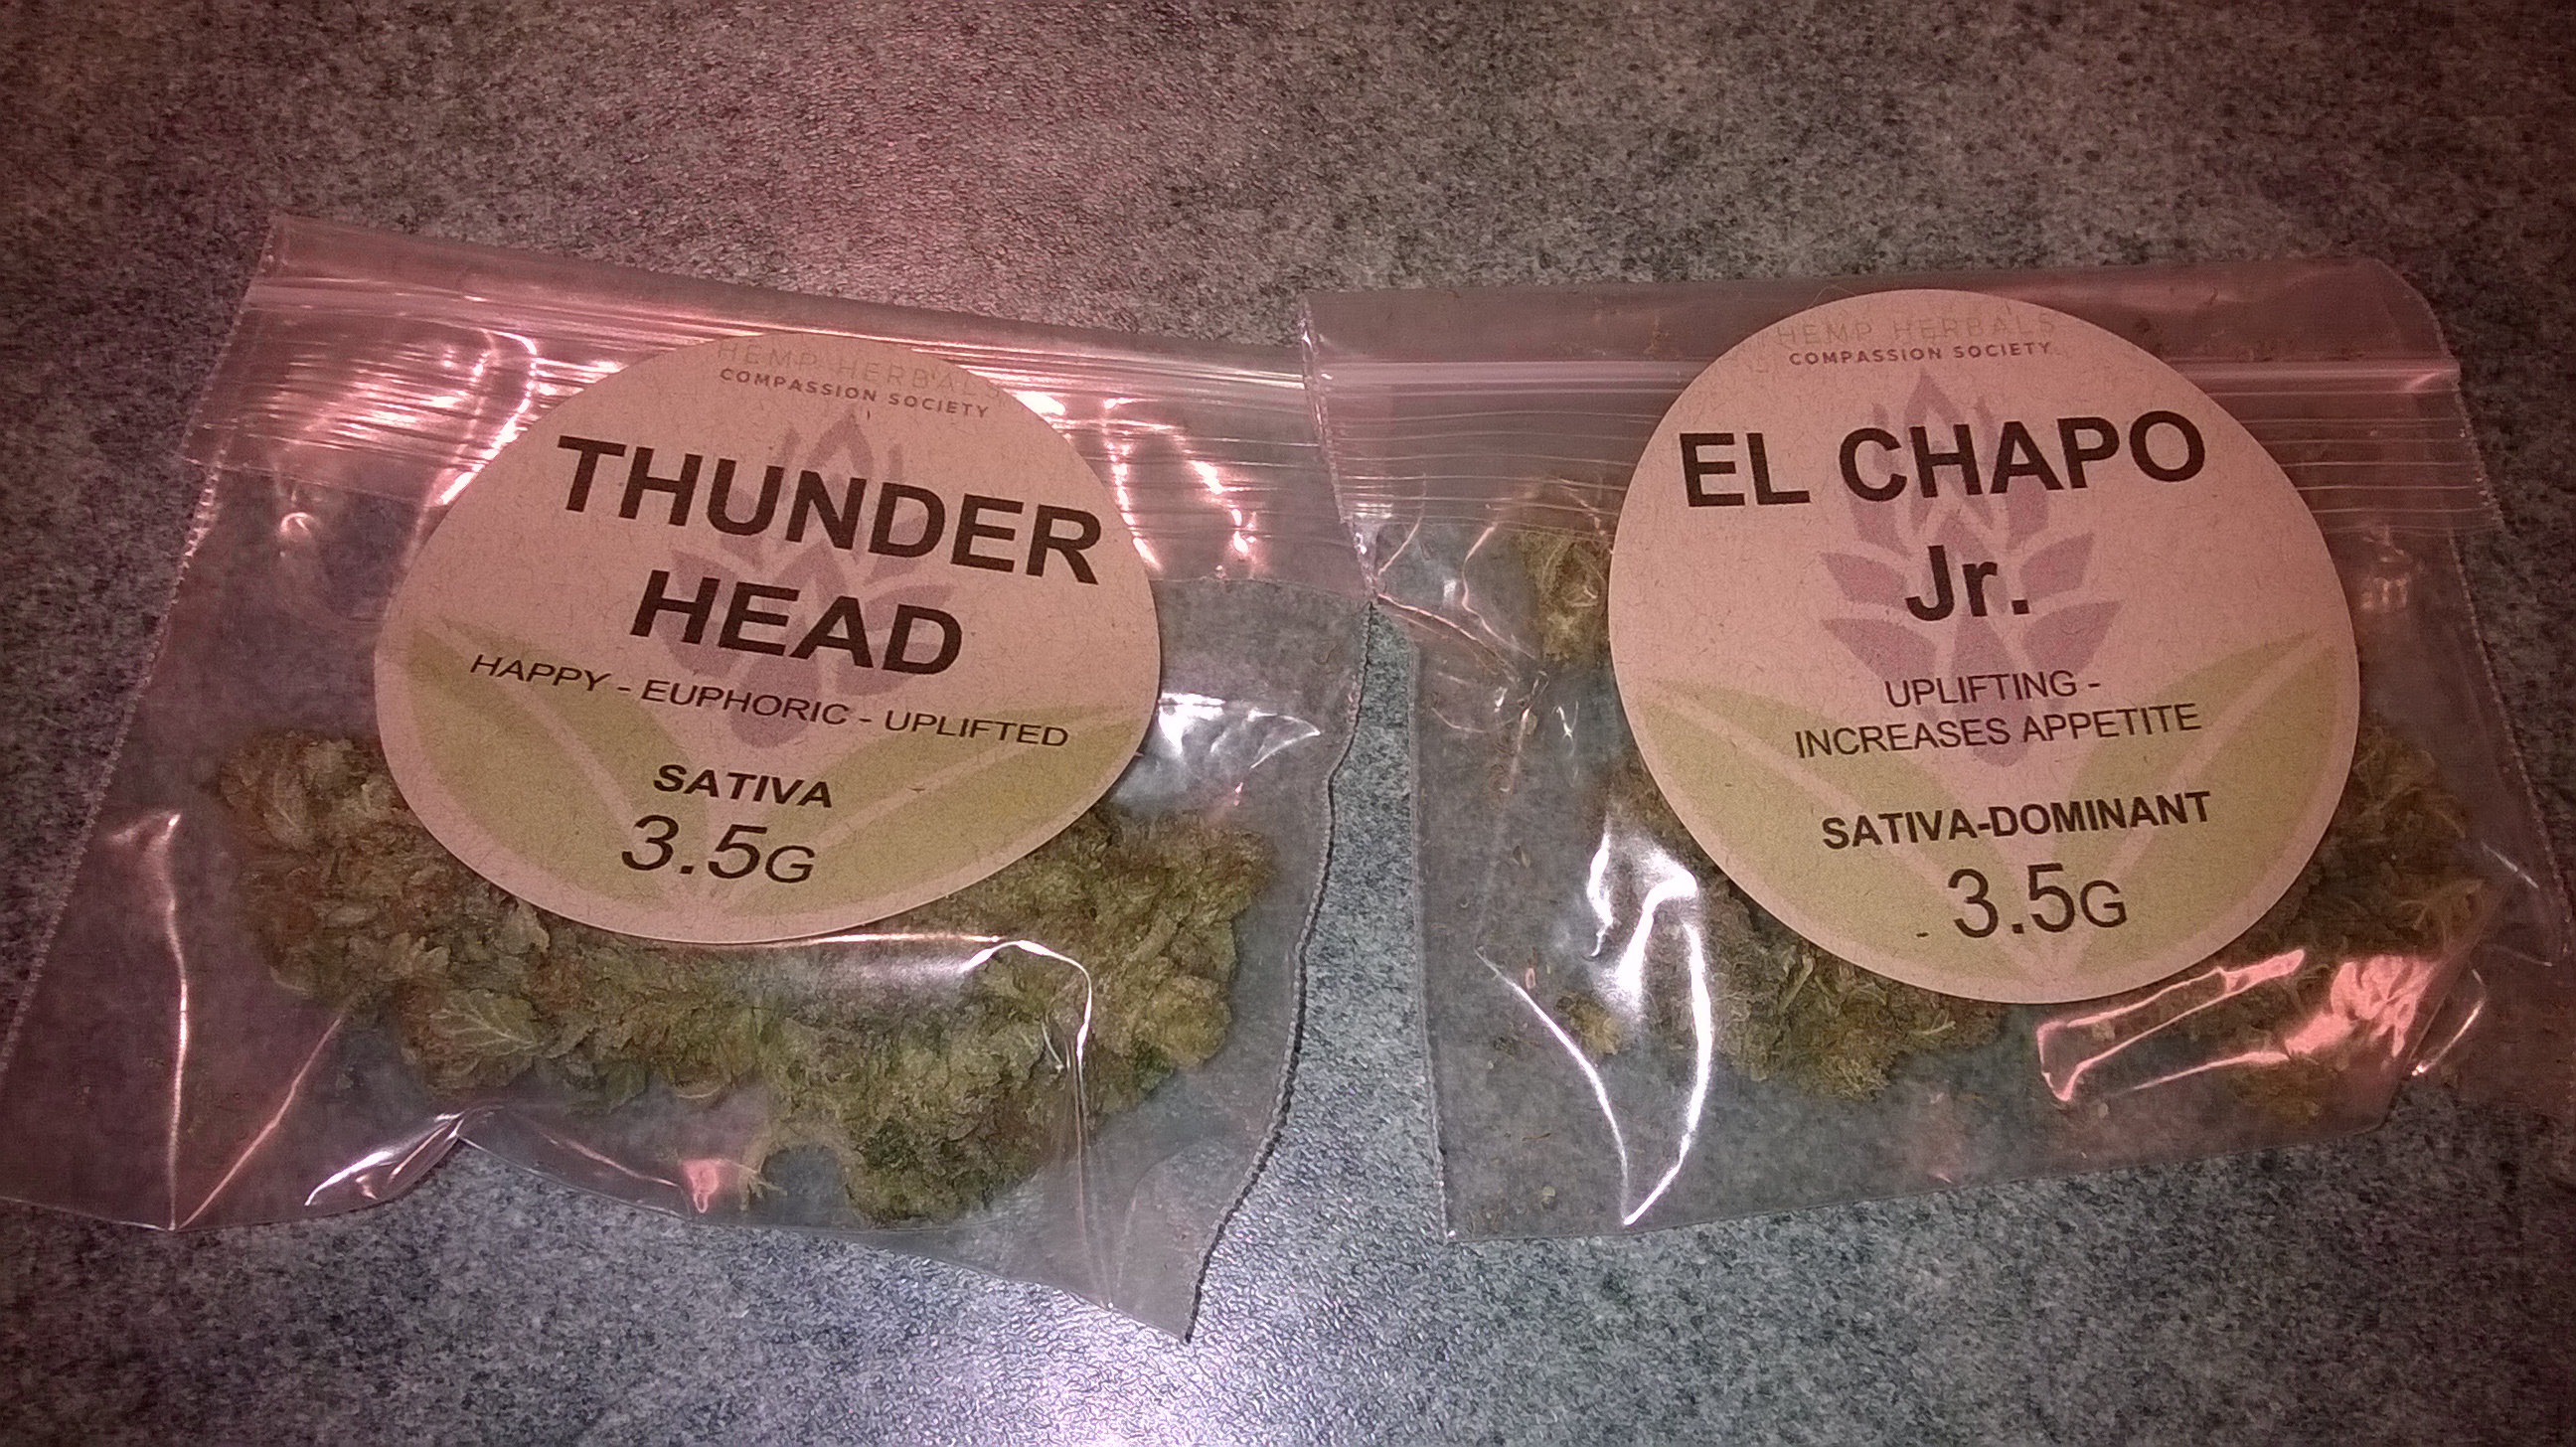 HEMP HERBALS
COMPASSION SOCIETY
THUNDER
HEAD
HAPPY - EUPHORIC - UPLIFTED
SATIVA
3.5G
HEMP HERBALS
COMPASSION SOCIETY
EL CHAPO
Jr.
UPLIFTING -
INCREASES APPETITE
SATIVA-DOMINANT
3.5G